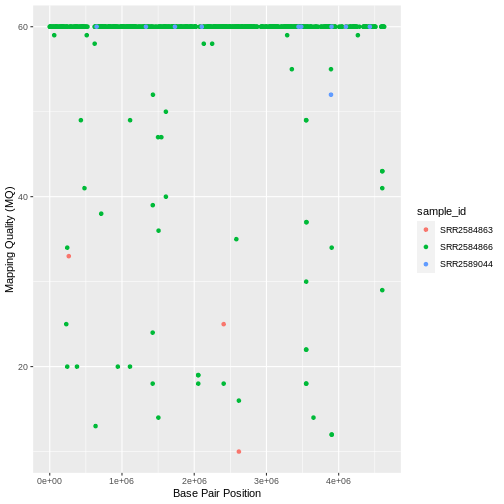 60
40
20
0e+00
1e+06
2e+06
3e+06
4e+06
Base Pair Position
Mapping Quality (MQ)
sample_id
SRR2584863
SRR2584866
SRR2589044